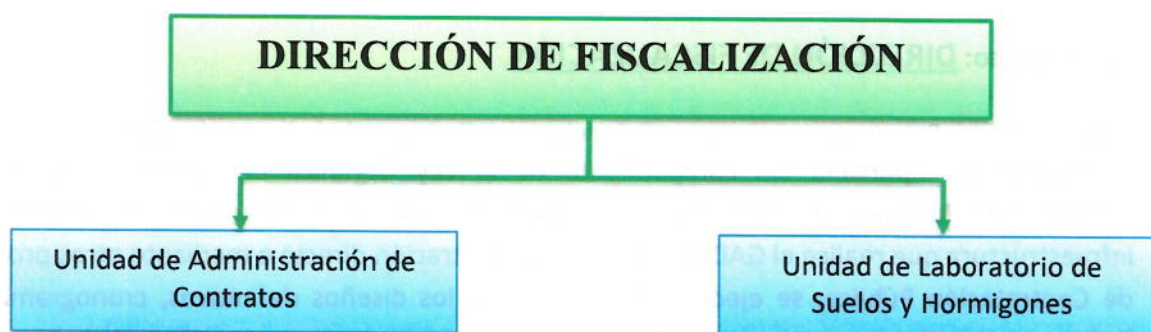 DIRECCIÓN DE FISCALIZACIÓN
Unidad de Administración de
Contratos
Unidad de Laboratorio de
Suelos y Hormigones